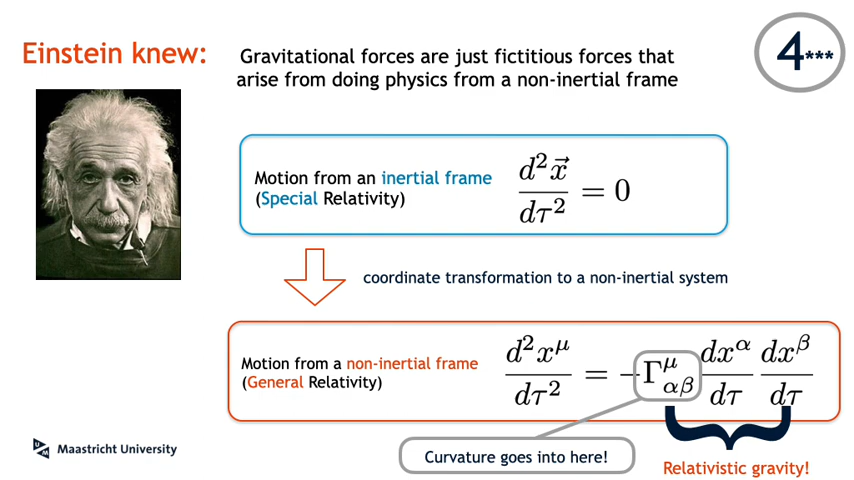 Einstein knew:
Gravitational forces are just fictitious forces that
arise from doing physics from a non-inertial frame
4***
Motion from an inertial frame
(Special Relativity)
d²x⃗/dτ² = 0
coordinate transformation to a non-inertial system
Motion from a non-inertial frame
(General Relativity)
d²x^μ/dτ² = −Γ^μ_αβ dx^α/dτ dx^β/dτ
Curvature goes into here!
Relativistic gravity!
UM Maastricht University